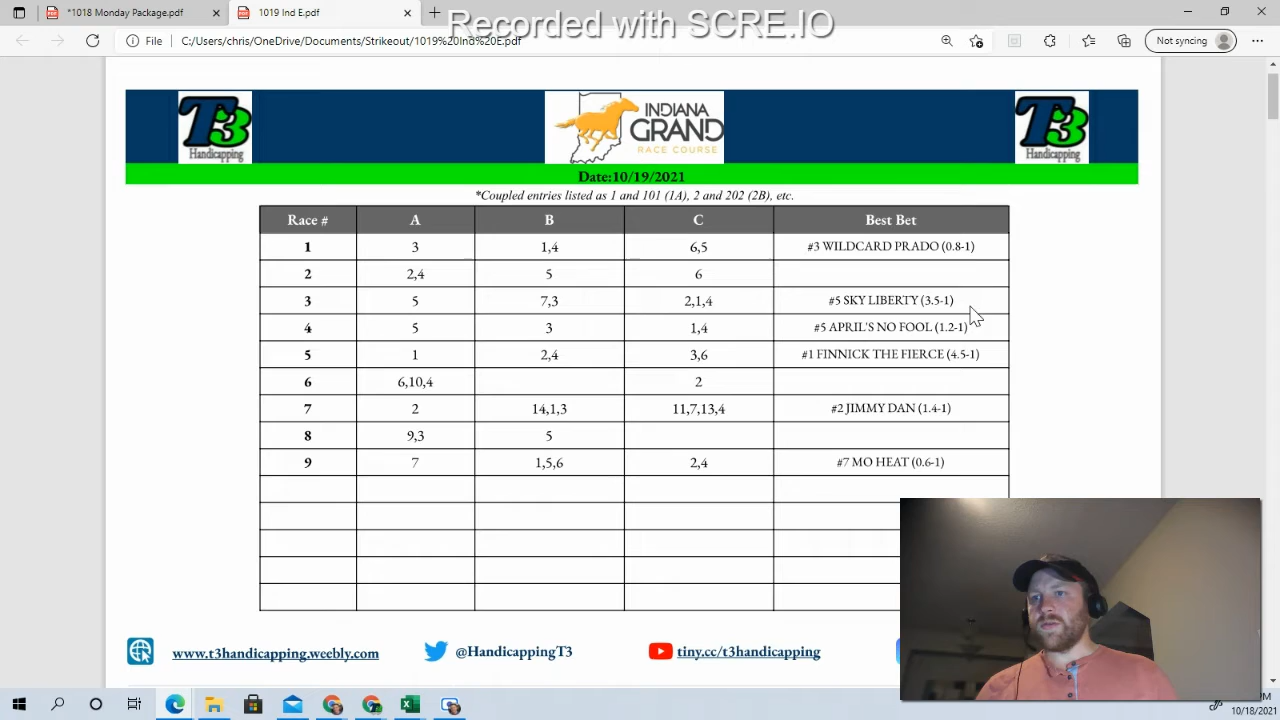 *1018 Monday Package.pdf
1019 Ind E.pdf
Recorded with SCRE.IO
File
C:/Users/chris/OneDrive/Weebly/Strikeout/1019%20Ind%20E.pdf
Not syncing
T3 Handicapping
INDIANA GRAND RACE COURSE
T3 Handicapping
Date:10/19/2021
*Coupled entries listed as 1 and 101 (1A), 2 and 202 (2B), etc.
Race # A B C Best Bet
1 3 1,4 6,5 #3 WILDCARD PRADO (0.8-1)
2 2,4 5 6
3 5 7,3 2,1,4 #5 SKY LIBERTY (3.5-1)
4 5 3 1,4 #5 APRIL'S NO FOOL (1.2-1)
5 1 2,4 3,6 #1 FINNICK THE FIERCE (4.5-1)
6 6,10,4 2
7 2 14,1,3 11,7,13,4 #2 JIMMY DAN (1.4-1)
8 9,3 5
9 7 1,5,6 2,4 #7 MO HEAT (0.6-1)
www.t3handicapping.weebly.com
@HandicappingT3
tiny.cc/t3handicapping
10/18/2021